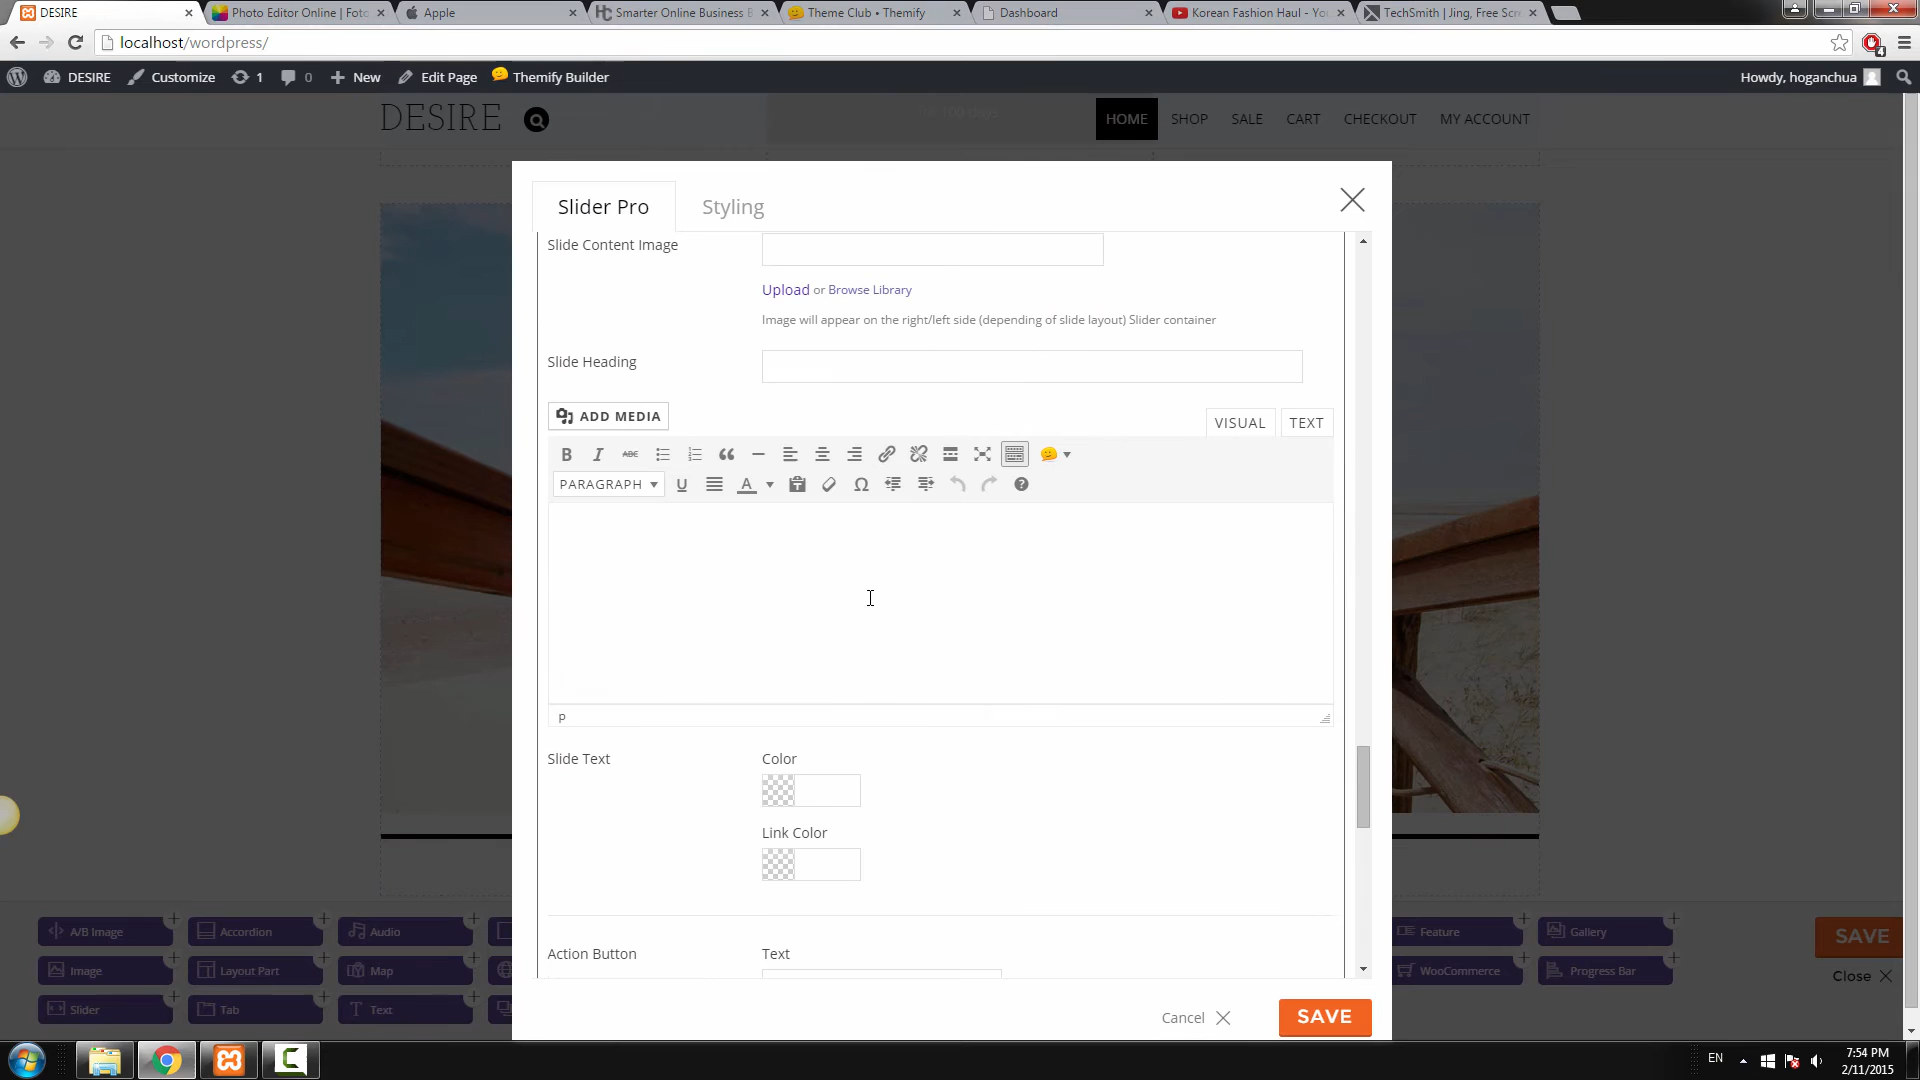 DESIRE
Photo Editor Online | Foto
Apple
Smarter Online Business B
Theme Club • Themify
Dashboard
Korean Fashion Haul - You
TechSmith | Jing, Free Scre
localhost/wordpress/
4
DESIRE
Customize
1
0
New
Edit Page
Themify Builder
Howdy, hoganchua
DESIRE
HOME
SHOP
SALE
CART
CHECKOUT
MY ACCOUNT
Slider Pro
Styling
Slide Content Image
Upload or Browse Library
Image will appear on the right/left side (depending of slide layout) Slider container
Slide Heading
ADD MEDIA
VISUAL
TEXT
B I ABC
PARAGRAPH
U
A
Ω
p
Slide Text
Color
Link Color
Action Button
Text
A/B Image
Accordion
Audio
Feature
Gallery
Image
Layout Part
Map
WooCommerce
Progress Bar
Slider
Tab
Text
SAVE
Close
Cancel
SAVE
EN
7:54 PM
2/11/2015